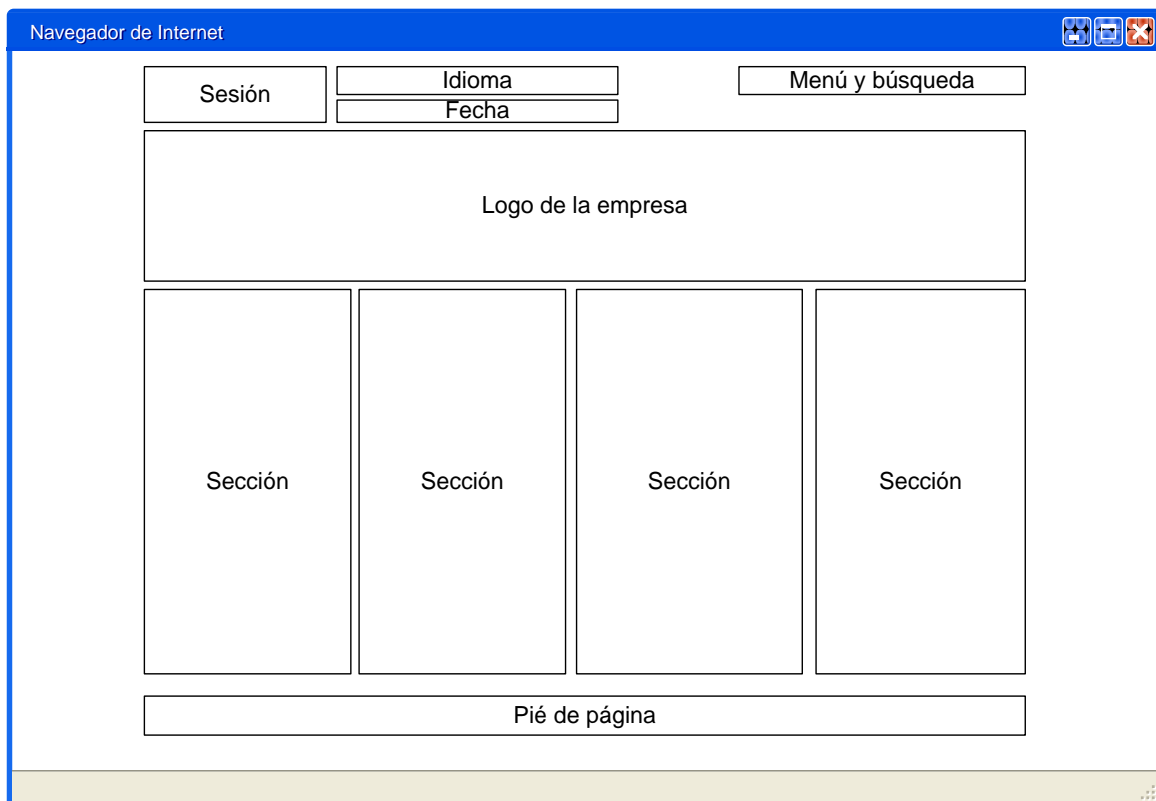 Navegador de Internet
Sesión
Idioma
Fecha
Menú y búsqueda
Logo de la empresa
Sección
Sección
Sección
Sección
Pié de página